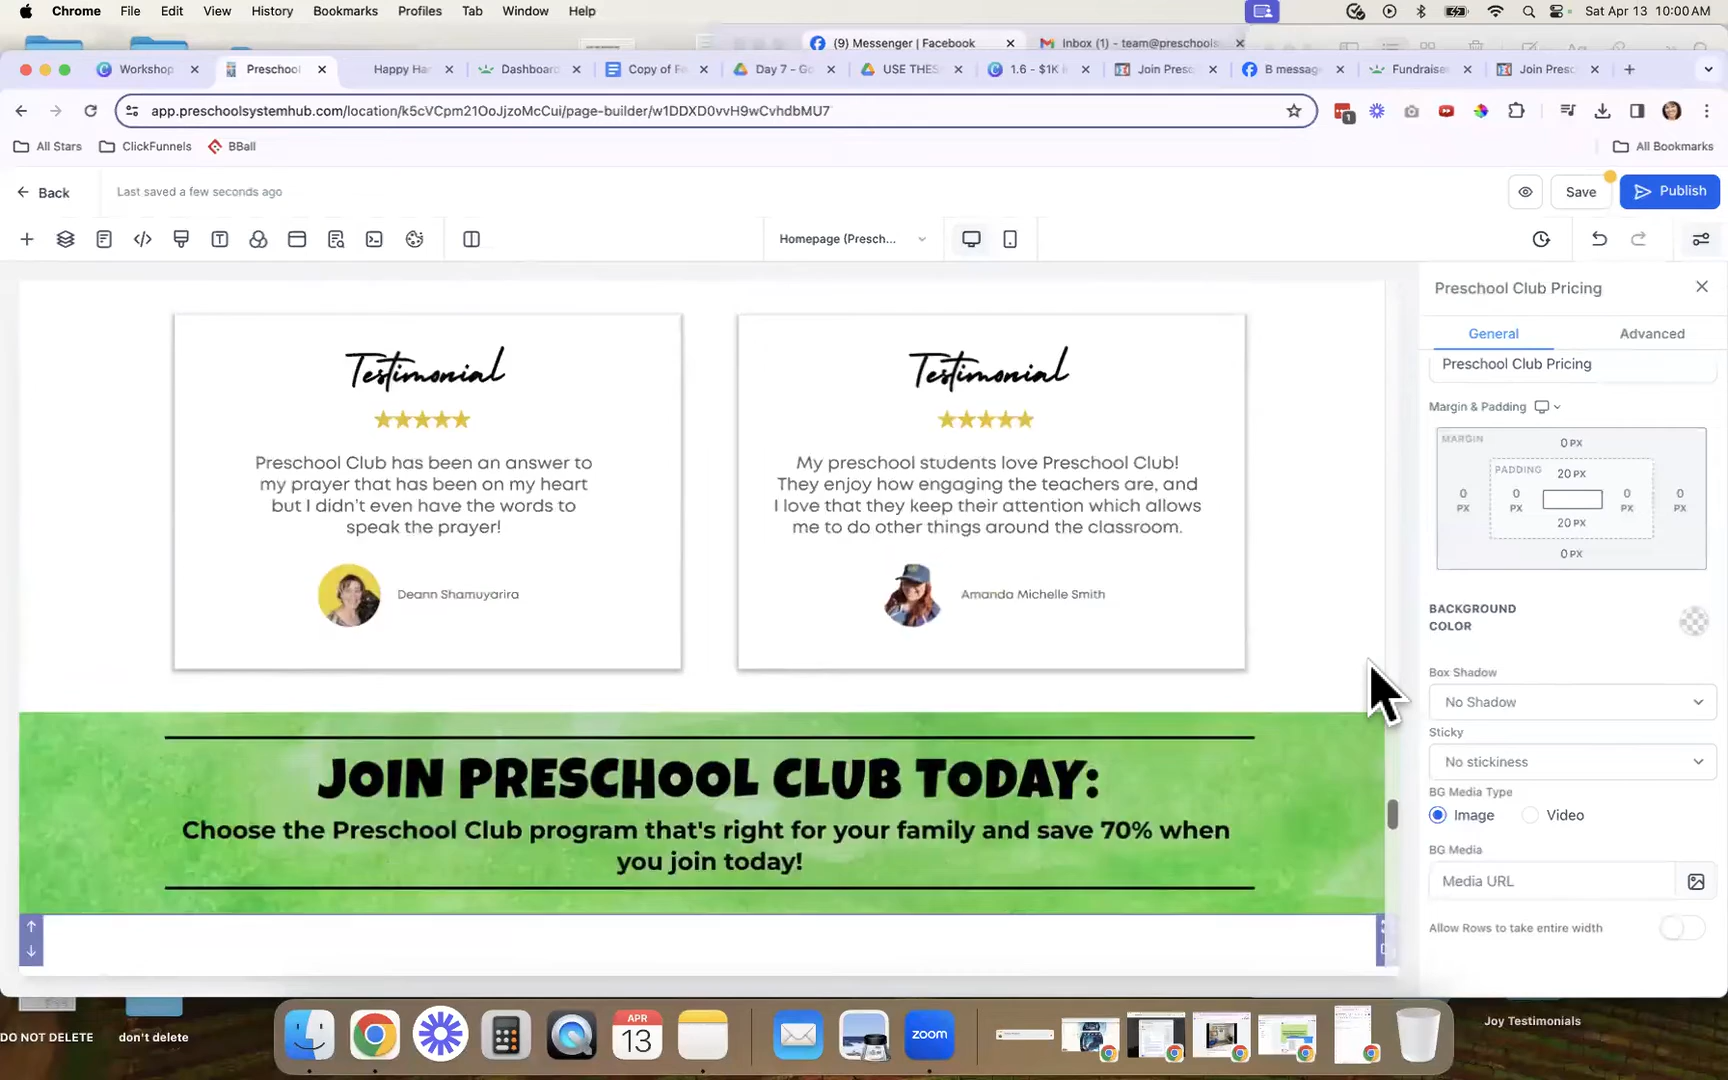 Chrome File Edit View History Bookmarks Profiles Tab Window Help Sat Apr 13 10:00 AM
(9) Messenger | Facebook Inbox (1) - team@preschools
Workshop Preschool Happy Ha Dashboar Copy of Fe Day 7 - Go USE THES 1.6 - $1K Join Presc B messag Fundraise Join Presc
app.preschoolsystemhub.com/location/k5cVCpm21OoJjzoMcCui/page-builder/w1DDXD0vvH9wCvhdbMU7
1
All Stars ClickFunnels BBall All Bookmarks
Back Last saved a few seconds ago Save Publish
Homepage (Presch...
Preschool Club Pricing
General Advanced
Preschool Club Pricing
Margin & Padding
MARGIN 0 PX
PADDING 20 PX
0 PX 0 PX 0 PX 0 PX
20 PX
0 PX
BACKGROUND
COLOR
Box Shadow
No Shadow
Sticky
No stickiness
BG Media Type
Image Video
BG Media
Media URL
Allow Rows to take entire width
Testimonial
Preschool Club has been an answer to
my prayer that has been on my heart
but I didn't even have the words to
speak the prayer!
Deann Shamuyarira
Testimonial
My preschool students love Preschool Club!
They enjoy how engaging the teachers are, and
I love that they keep their attention which allows
me to do other things around the classroom.
Amanda Michelle Smith
JOIN PRESCHOOL CLUB TODAY:
Choose the Preschool Club program that's right for your family and save 70% when
you join today!
DO NOT DELETE don't delete Joy Testimonials
APR
13
zoom